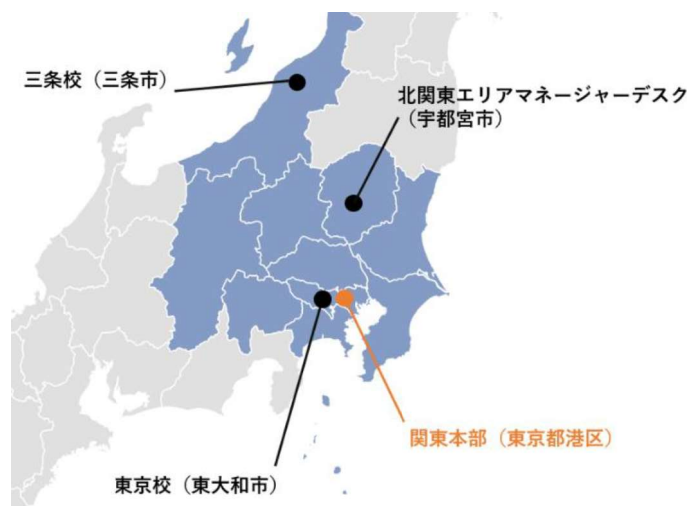 三条校（三条市）
北関東エリアマネージャーデスク
（宇都宮市）
関東本部（東京都港区）
東京校（東大和市）